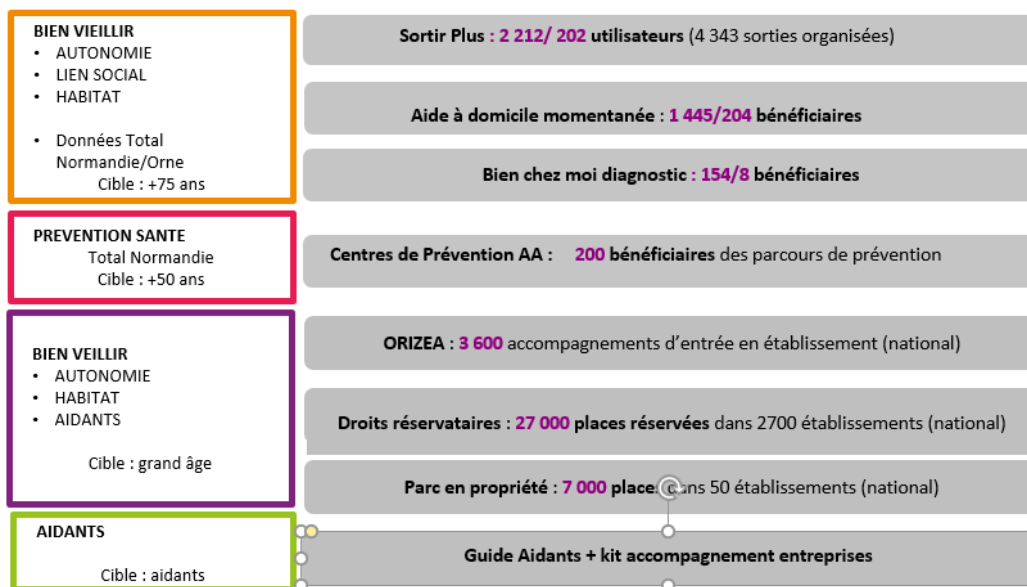 BIEN VIEILLIR
• AUTONOMIE
• LIEN SOCIAL
• HABITAT
• Données Total
Normandie/Orne
Cible : +75 ans
Sortir Plus : 2 212/ 202 utilisateurs (4 343 sorties organisées)
Aide à domicile momentanée : 1 445/204 bénéficiaires
Bien chez moi diagnostic : 154/8 bénéficiaires
PREVENTION SANTE
Total Normandie
Cible : +50 ans
Centres de Prévention AA : 200 bénéficiaires des parcours de prévention
BIEN VEILLIR
• AUTONOMIE
• HABITAT
• AIDANTS
Cible : grand âge
ORIZEA : 3 600 accompagnements d'entrée en établissement (national)
Droits réservataires : 27 000 places réservées dans 2700 établissements (national)
Parc en propriété : 7 000 places dans 50 établissements (national)
AIDANTS
Cible : aidants
Guide Aidants + kit accompagnement entreprises